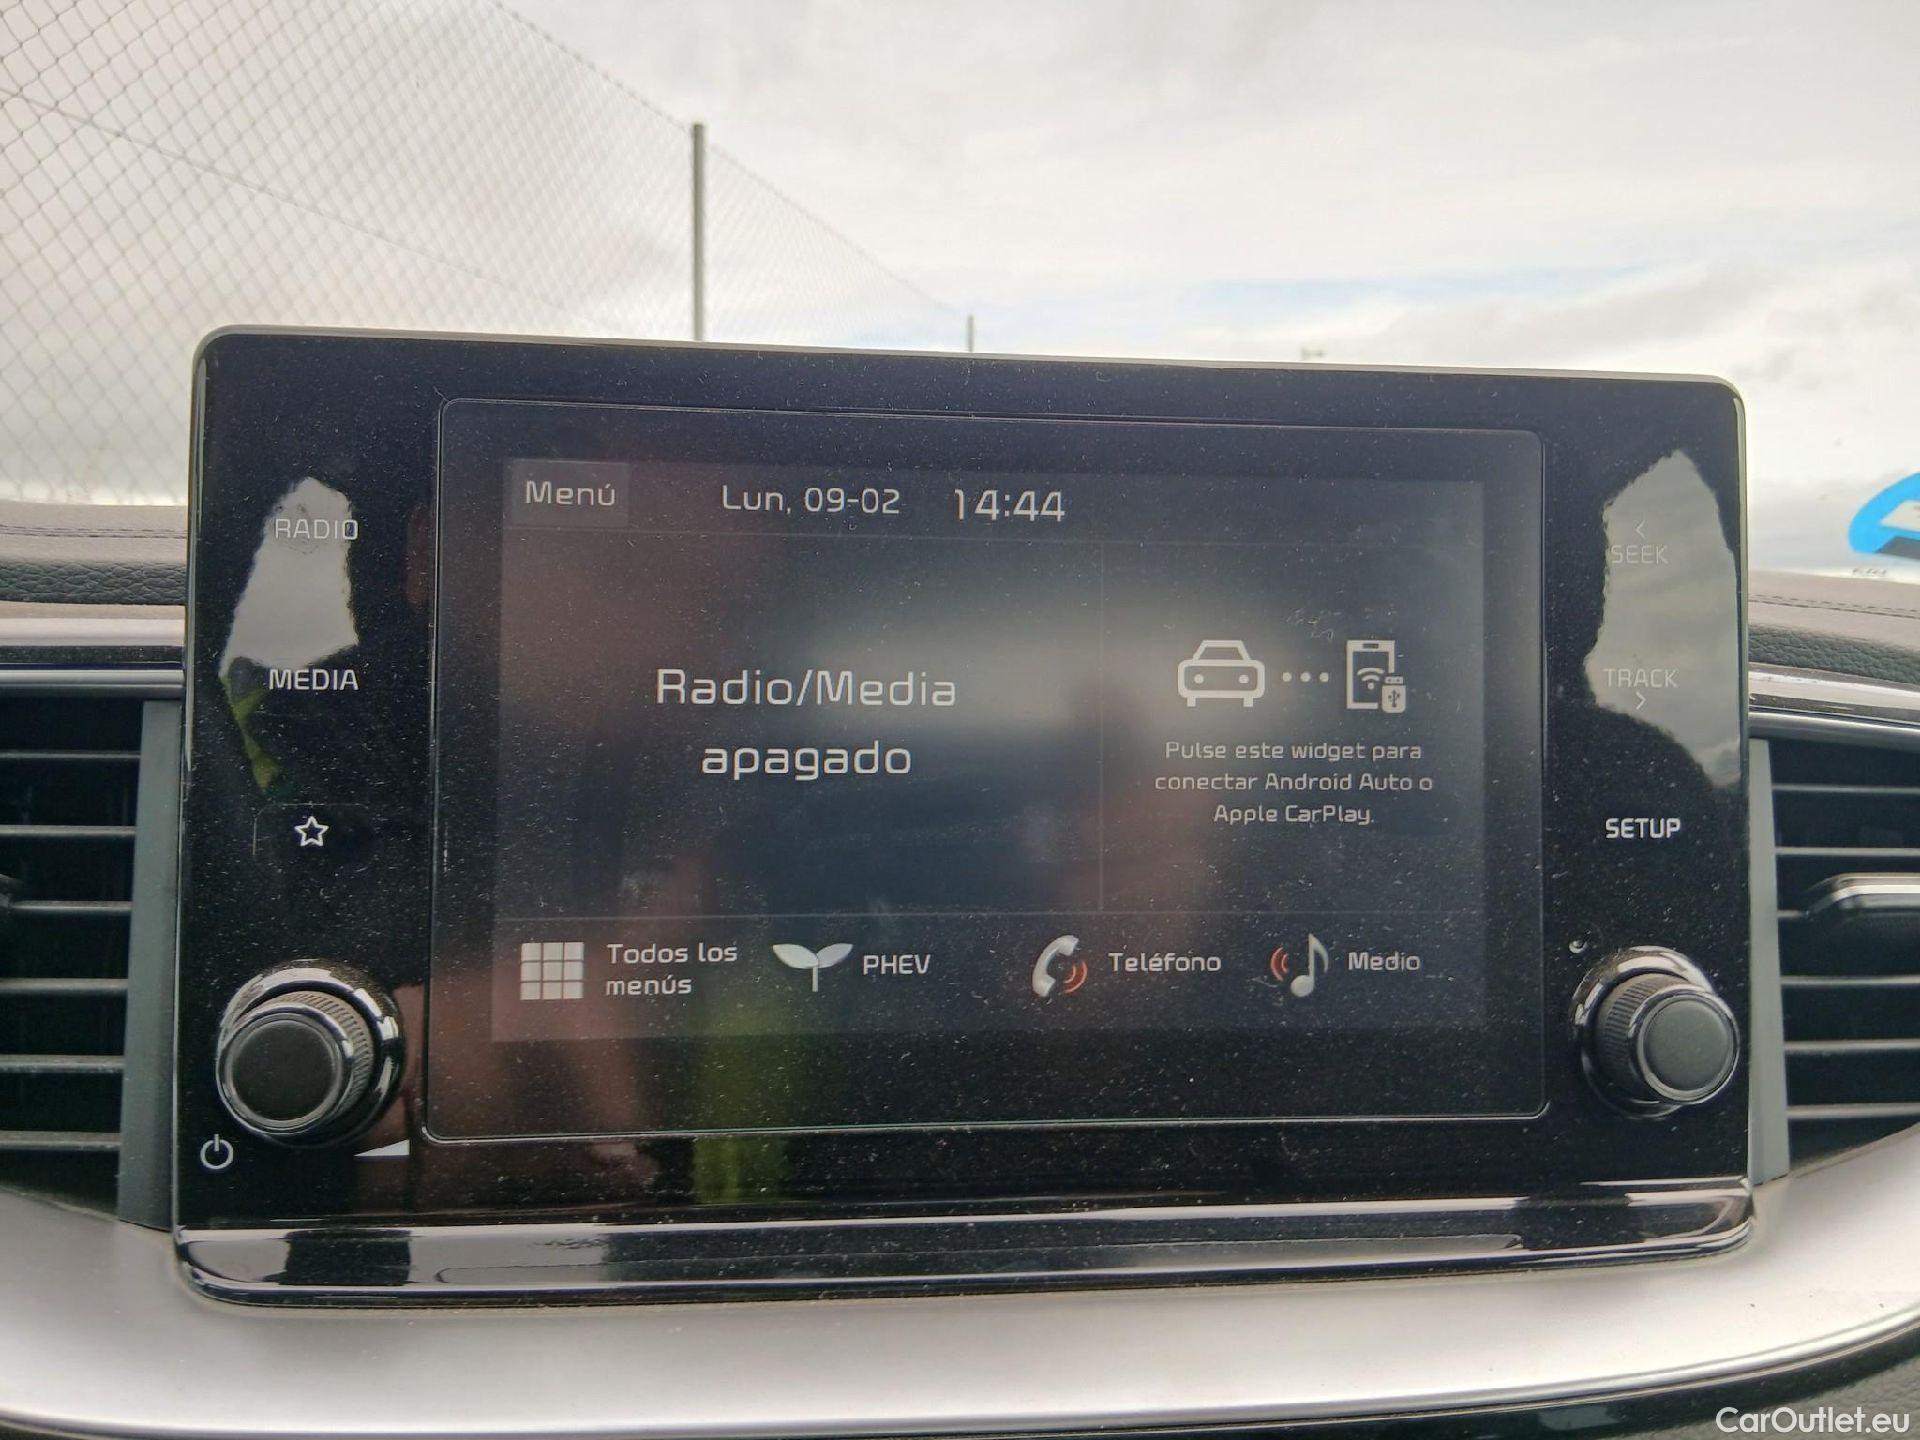 Menú Lun, 09-02 14:44
RADIO
< SEEK
Radio/Media
apagado
MEDIA
TRACK >
Pulse este widget para
conectar Android Auto o
Apple CarPlay.
SETUP
Todos los
menús
PHEV
Teléfono
Medio
CarOutlet.eu